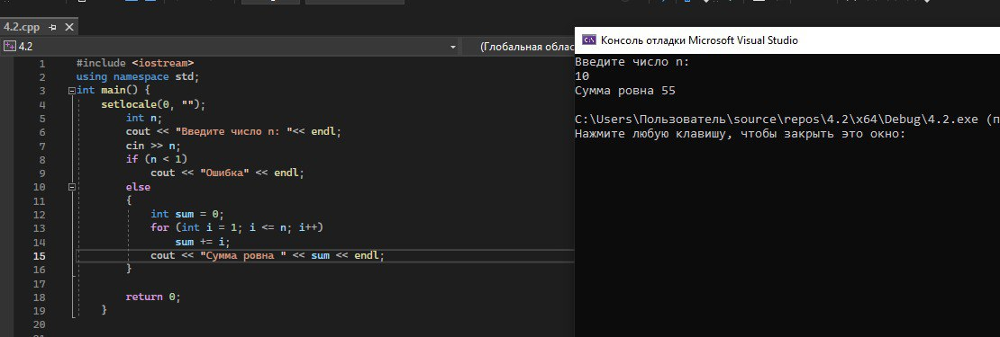 4.2.cpp
4.2
(Глобальная облас
1 #include <iostream>
2 using namespace std;
3 int main() {
4 setlocale(0, "");
5 int n;
6 cout << "Введите число n: "<< endl;
7 cin >> n;
8 if (n < 1)
9 cout << "Ошибка" << endl;
10 else
11 {
12 int sum = 0;
13 for (int i = 1; i <= n; i++)
14 sum += i;
15 cout << "Сумма ровна " << sum << endl;
16 }
17
18 return 0;
19 }
20
Консоль отладки Microsoft Visual Studio
Введите число n:
10
Сумма ровна 55
C:\Users\Пользователь\source\repos\4.2\x64\Debug\4.2.exe (п
Нажмите любую клавишу, чтобы закрыть это окно: